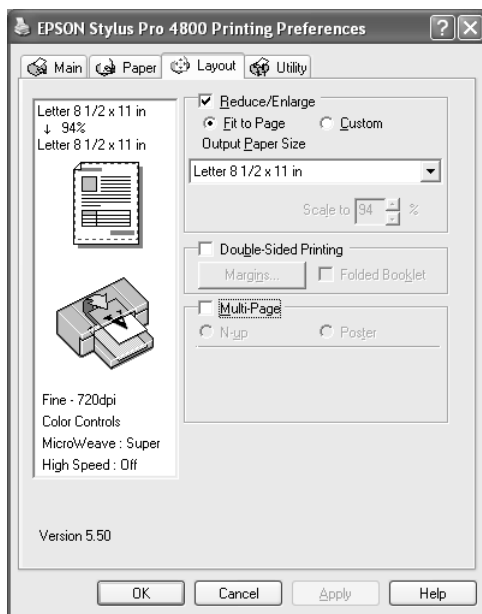 EPSON Stylus Pro 4800 Printing Preferences
Main
Paper
Layout
Utility
Letter 8 1/2 x 11 in
↓ 94%
Letter 8 1/2 x 11 in
Reduce/Enlarge
Fit to Page
Custom
Output Paper Size
Letter 8 1/2 x 11 in
Scale to 94 %
Double-Sided Printing
Margins...
Folded Booklet
Multi-Page
N-up
Poster
Fine - 720dpi
Color Controls
MicroWeave : Super
High Speed : Off
Version 5.50
OK
Cancel
Apply
Help